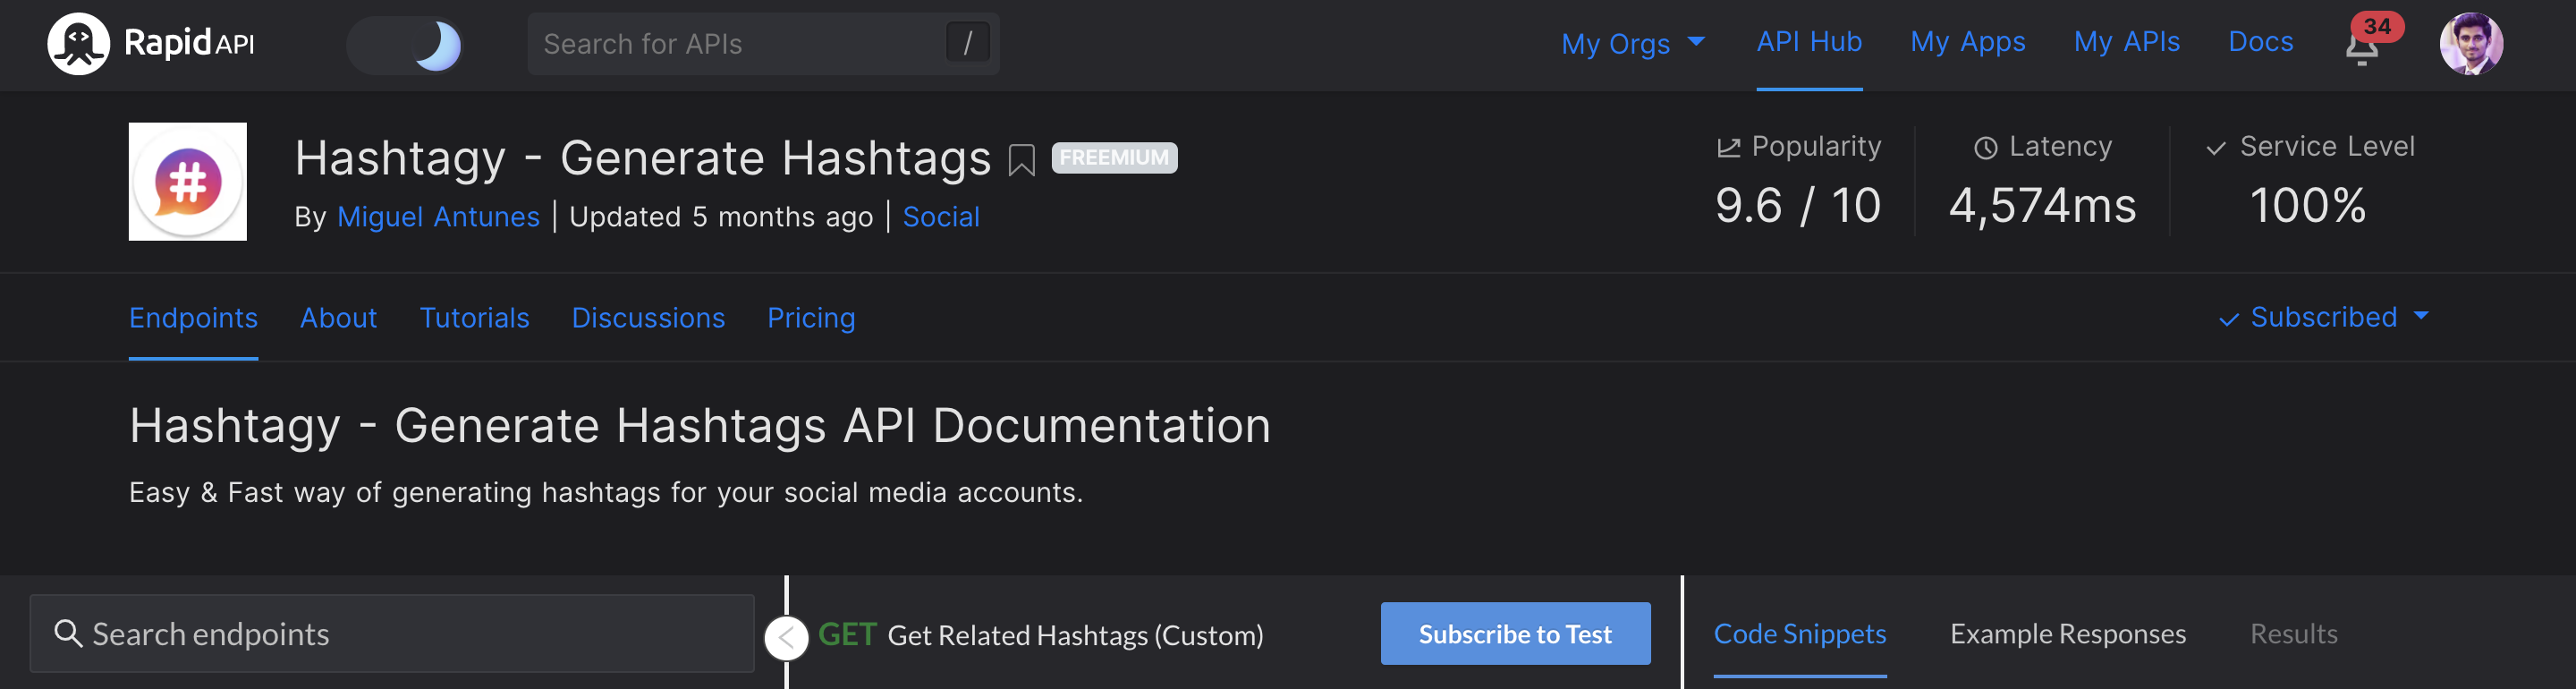 RapidAPI
Search for APIs /
My Orgs API Hub My Apps My APIs Docs 34
# Hashtagy - Generate Hashtags FREEMIUM
By Miguel Antunes | Updated 5 months ago | Social
Popularity Latency Service Level
9.6 / 10 4,574ms 100%
Endpoints About Tutorials Discussions Pricing Subscribed
Hashtagy - Generate Hashtags API Documentation
Easy & Fast way of generating hashtags for your social media accounts.
Search endpoints GET Get Related Hashtags (Custom) Subscribe to Test Code Snippets Example Responses Results